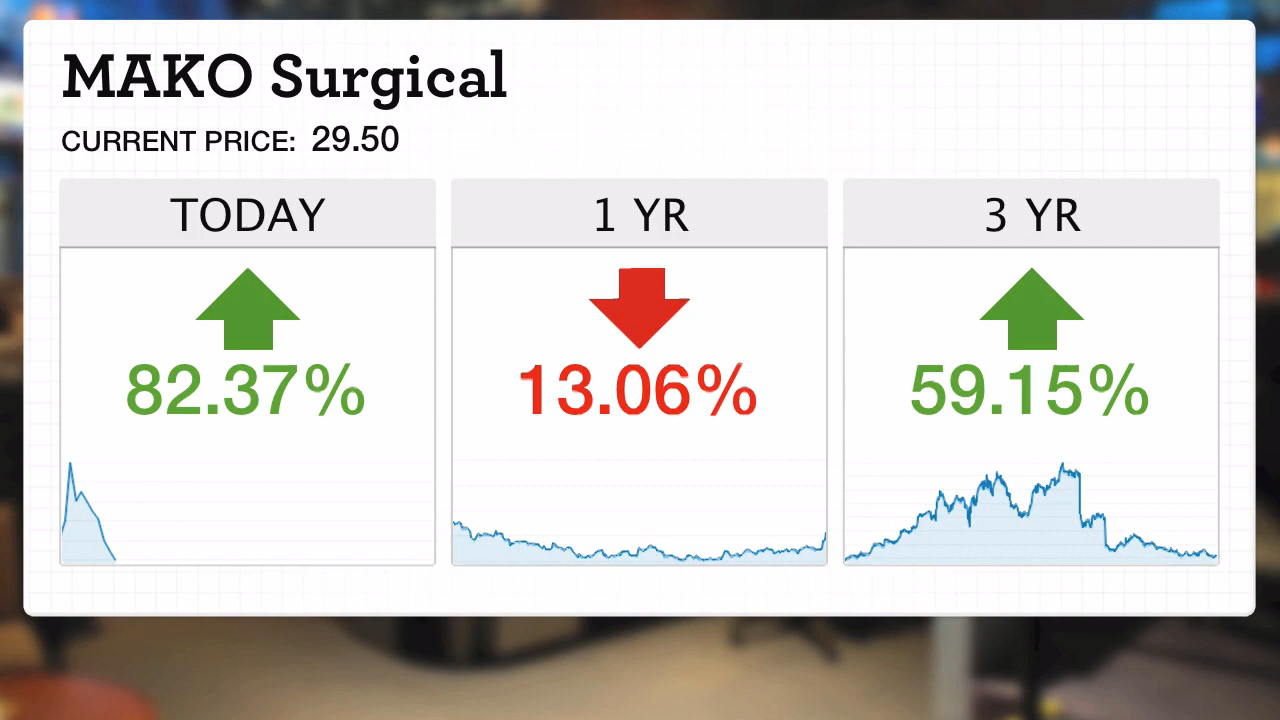 MAKO Surgical
CURRENT PRICE: 29.50
TODAY
1 YR
3 YR
82.37%
13.06%
59.15%